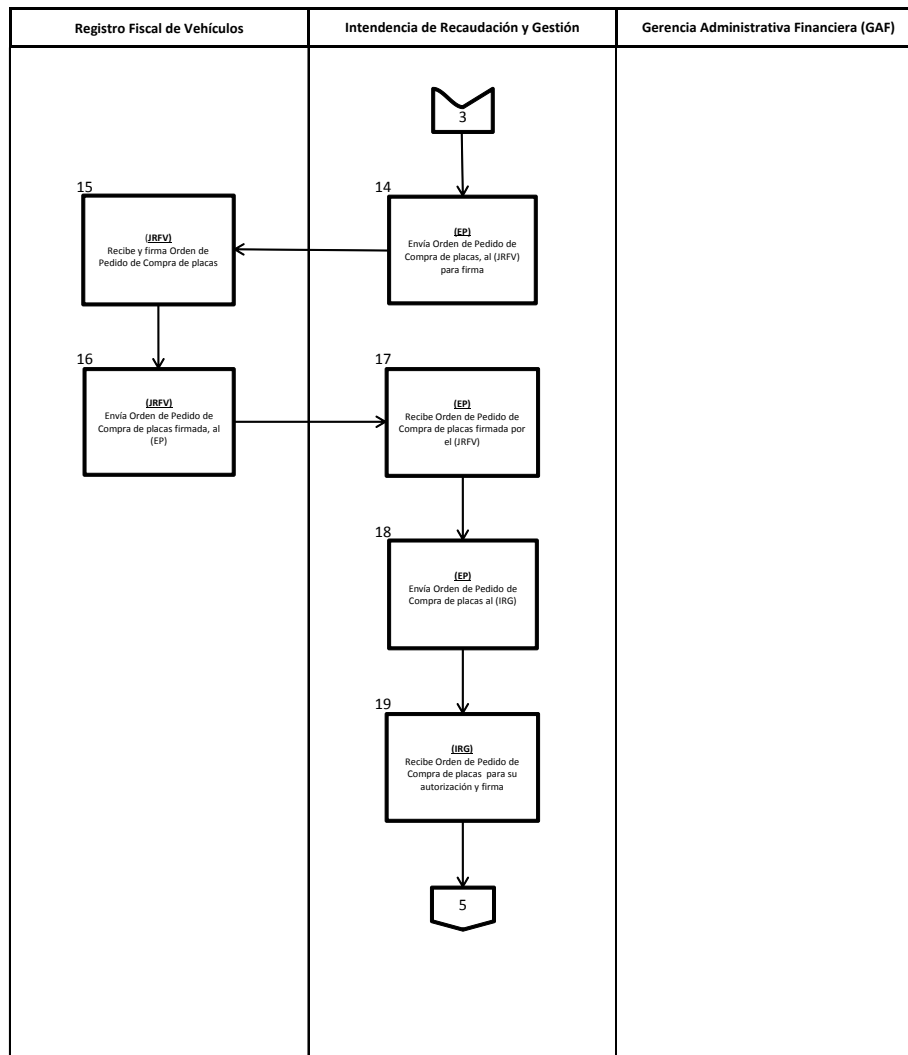 Registro Fiscal de Vehículos
Intendencia de Recaudación y Gestión
Gerencia Administrativa Financiera (GAF)
3
14
(EP)
Envía Orden de Pedido de
Compra de placas, al (JRFV)
para firma
15
(JRFV)
Recibe y firma Orden de
Pedido de Compra de placas
16
(JRFV)
Envía Orden de Pedido de
Compra de placas firmada, al
(EP)
17
(EP)
Recibe Orden de Pedido de
Compra de placas firmada por
el (JRFV)
18
(EP)
Envía Orden de Pedido de
Compra de placas al (IRG)
19
(IRG)
Recibe Orden de Pedido de
Compra de placas para su
autorización y firma
5